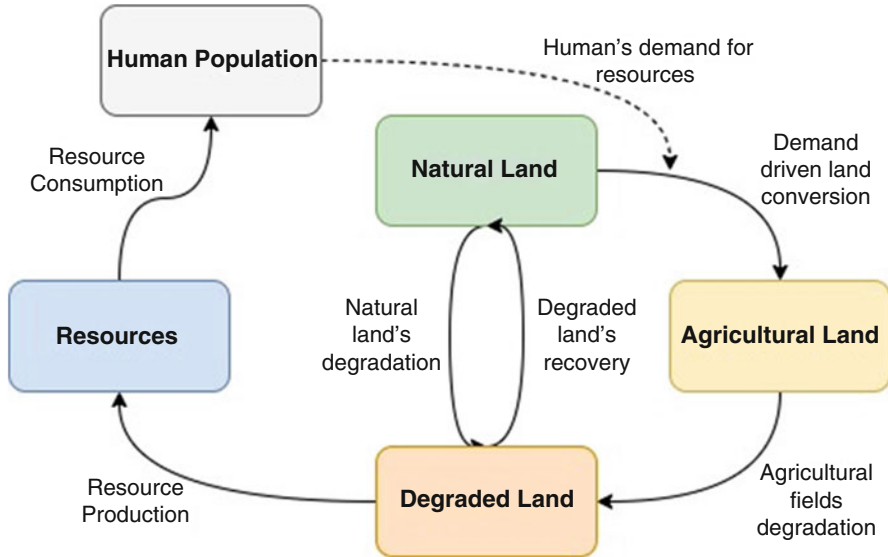 Human Population
Human's demand for
resources
Resource
Consumption
Natural Land
Demand
driven land
conversion
Resources
Natural
land's
degradation
Degraded
land's
recovery
Agricultural Land
Resource
Production
Degraded Land
Agricultural
fields
degradation